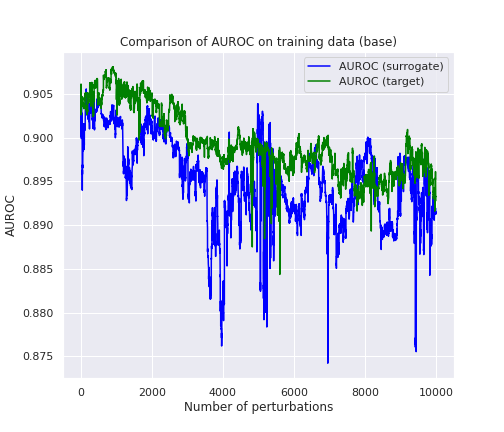 Comparison of AUROC on training data (base)
AUROC (surrogate)
AUROC (target)
0.905
0.900
0.895
0.890
0.885
0.880
0.875
AUROC
0
2000
4000
6000
8000
10000
Number of perturbations